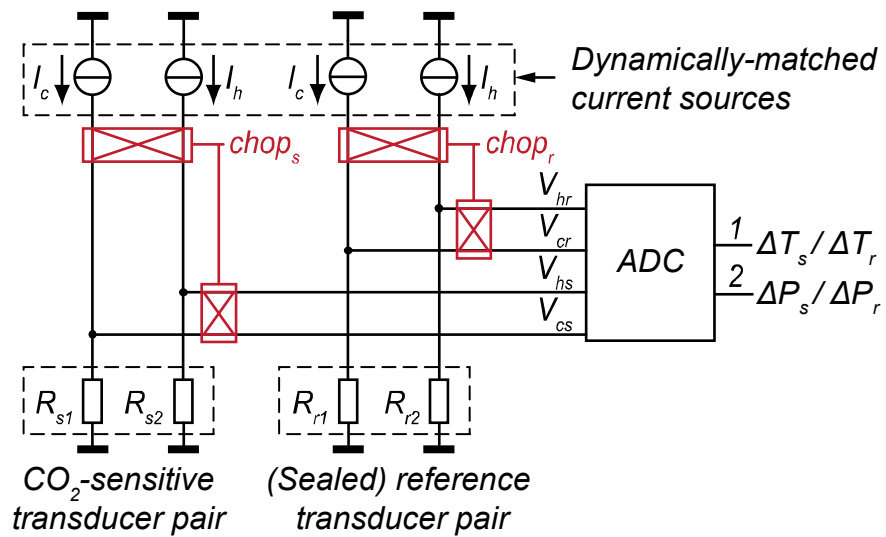 I_c I_h I_c I_h
Dynamically-matched
current sources
chop_s chop_r
V_hr
V_cr
V_hs
V_cs
ADC
1 ΔT_s / ΔT_r
2 ΔP_s / ΔP_r
R_s1 R_s2 R_r1 R_r2
CO_2-sensitive
transducer pair
(Sealed) reference
transducer pair